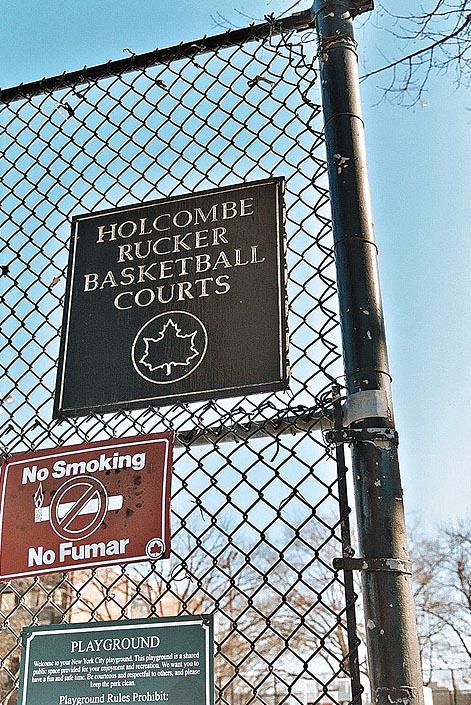 HOLCOMBE
RUCKER
BASKETBALL
COURTS
No Smoking
No Fumar
PLAYGROUND
Welcome to your New York City playground. This playground is a shared
public space provided for your enjoyment and recreation. We want you to
have a fun and safe time. Be courteous and respectful to others, and please
keep the park clean.
Playground Rules Prohibit: